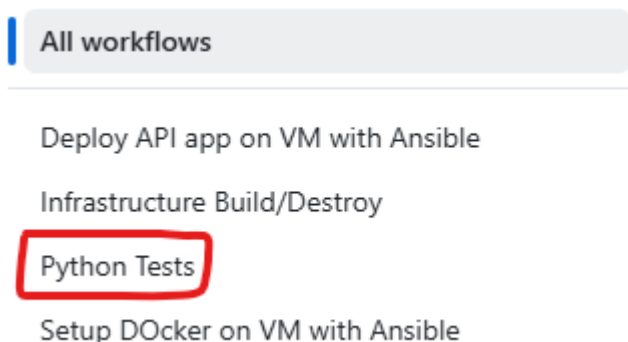 All workflows
Deploy API app on VM with Ansible
Infrastructure Build/Destroy
Python Tests
Setup DOcker on VM with Ansible